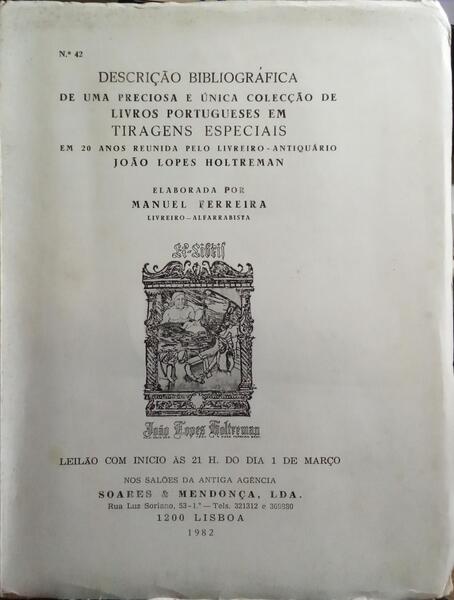 N.º 42
DESCRIÇÃO BIBLIOGRÁFICA
DE UMA PRECIOSA E ÚNICA COLECÇÃO DE
LIVROS PORTUGUESES EM
TIRAGENS ESPECIAIS
EM 20 ANOS REUNIDA PELO LIVREIRO-ANTIQUÁRIO
JOÃO LOPES HOLTREMAN
ELABORADA POR
MANUEL FERREIRA
LIVREIRO-ALFARRABISTA
Ex-Libris
João Lopes Holtreman
LEILÃO COM INICIO ÀS 21 H. DO DIA 1 DE MARÇO
NOS SALÕES DA ANTIGA AGÊNCIA
SOARES & MENDONÇA, LDA.
Rua Luz Soriano, 53-1.º — Tels. 321312 e 369880
1200 LISBOA
1982